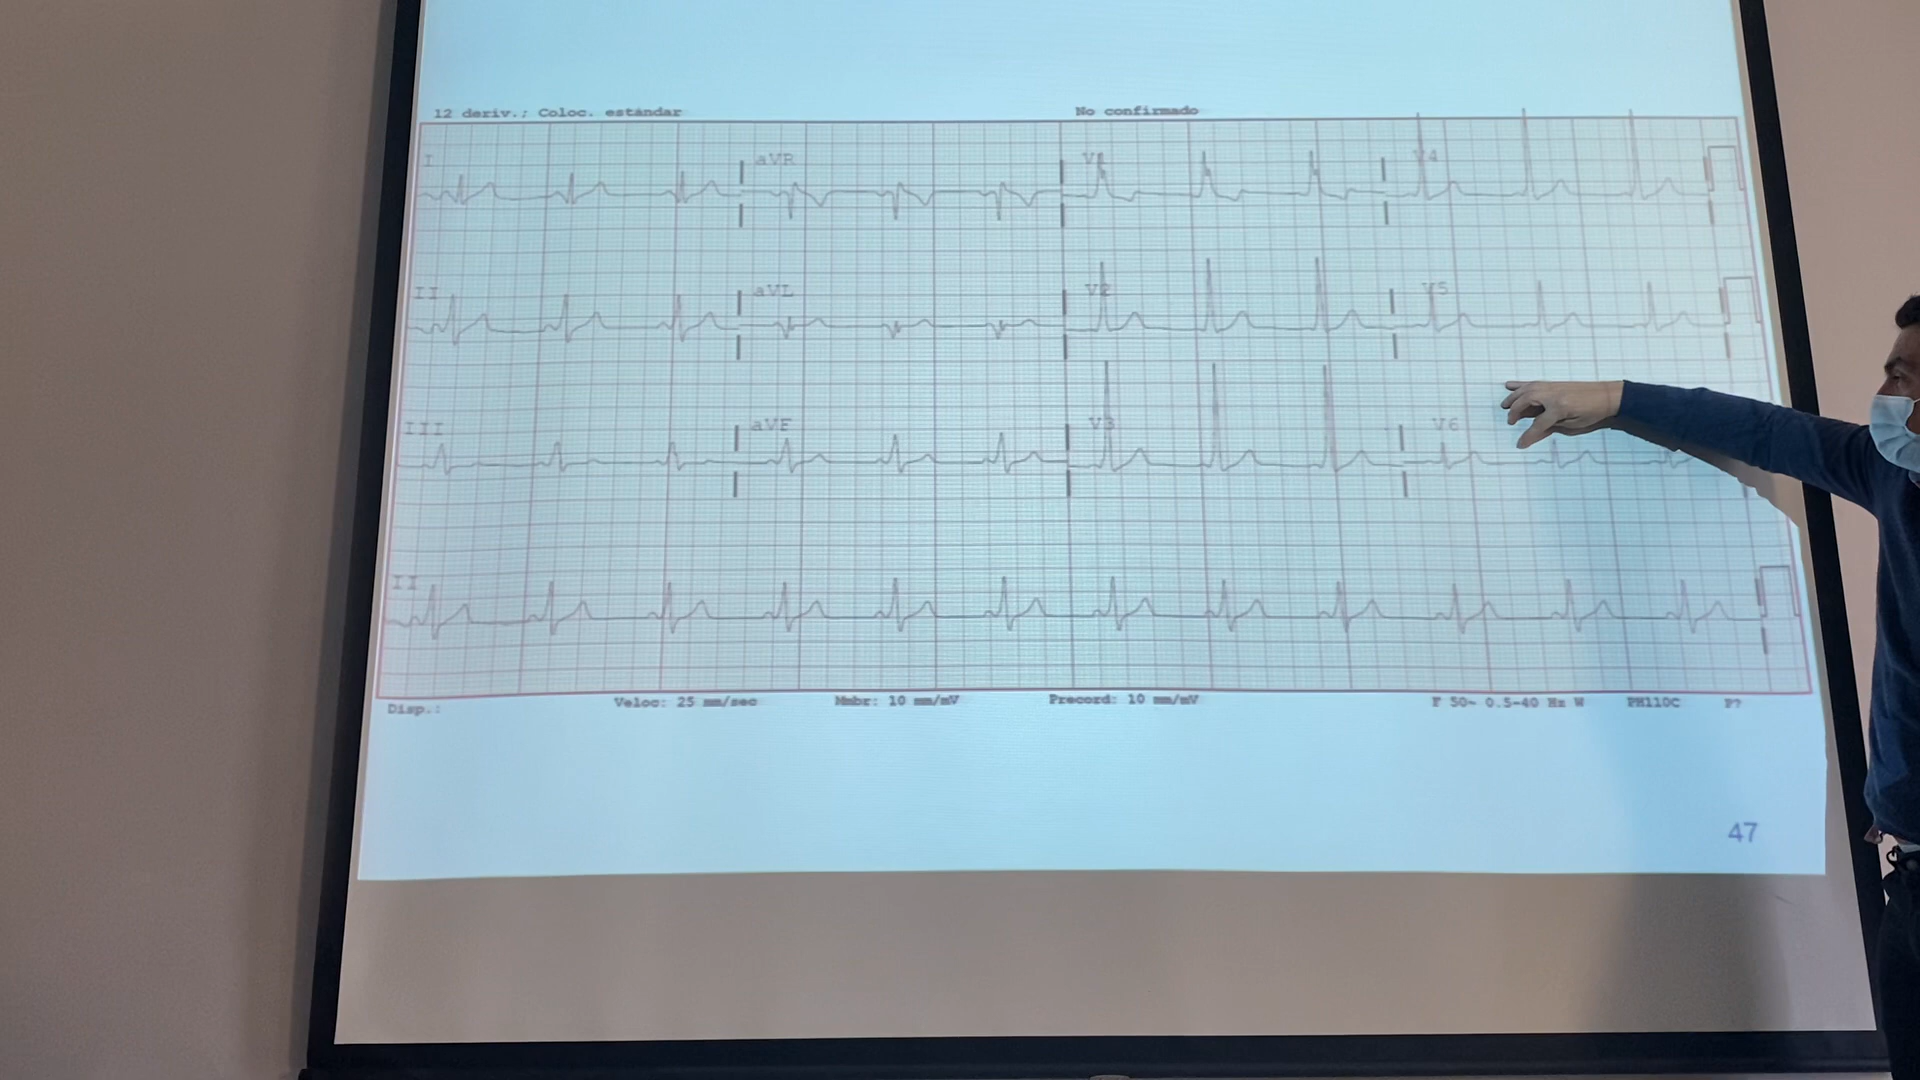 12 deriv.; Coloc. estándar
No confirmado
I
aVR
V1
V4
II
aVL
V2
V5
III
aVF
V3
V6
II
Disp.:
Veloc: 25 mm/sec
Mmbr: 10 mm/mV
Precord: 10 mm/mV
F 50~ 0.5-40 Hz W
PH110C
P?
47